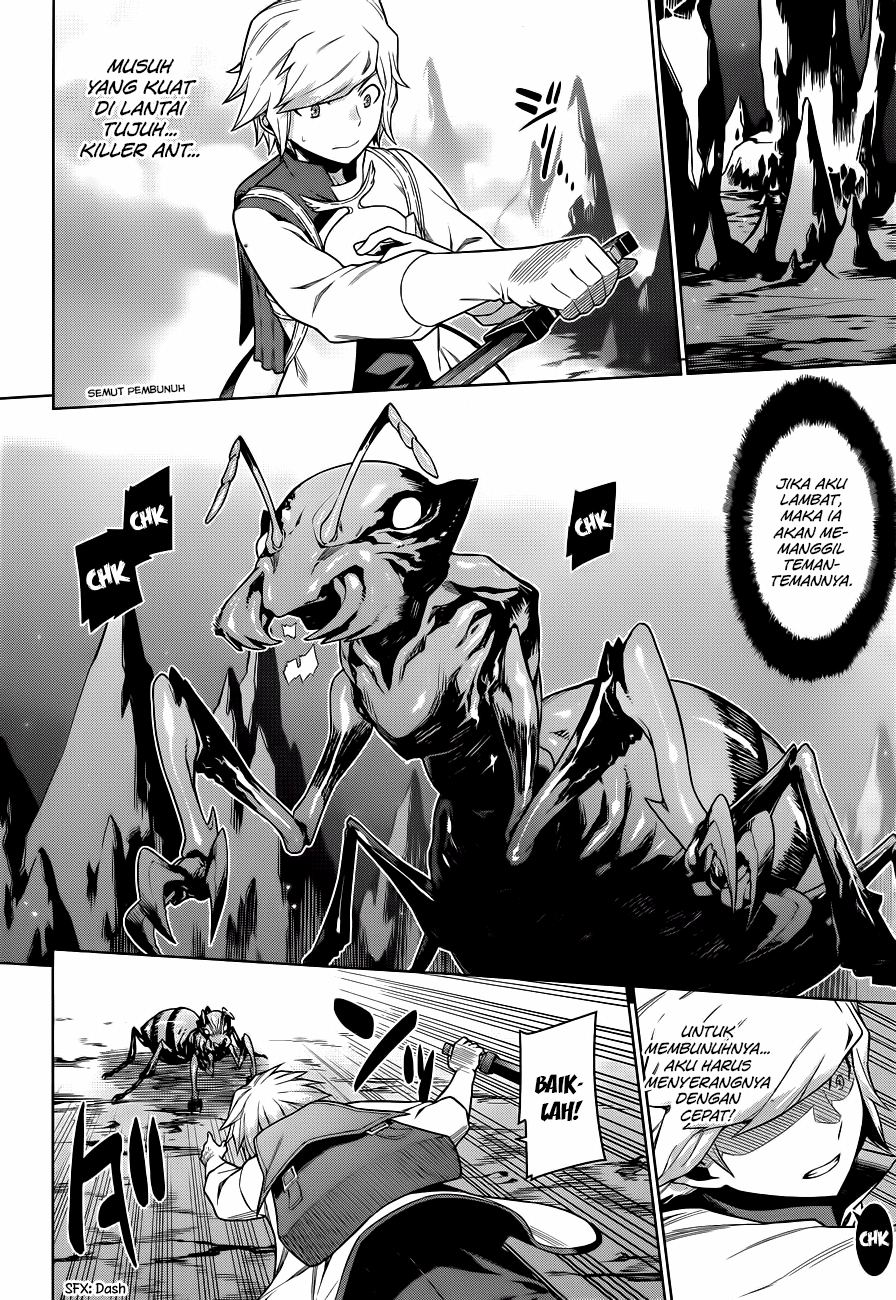 MUSUH
YANG KUAT
DI LANTAI
TUJUH...
KILLER ANT...
SEMUT PEMBUNUH
JIKA AKU
LAMBAT,
MAKA IA
AKAN ME-
MANGGIL
TEMAN-
TEMANNYA.
CHK
CHK
CHK
CHK
UNTUK
MEMBUNUHNYA...
AKU HARUS
MENYERANGNYA
DENGAN
CEPAT!
CHK
BAIK-
LAH!
SFX: Dash